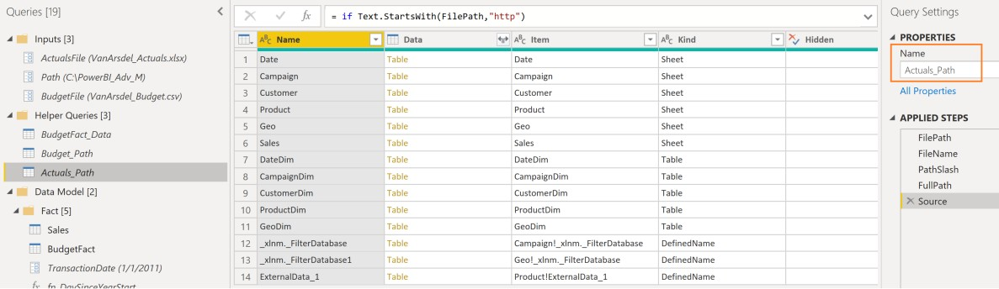 Queries [19]
Inputs [3]
ActualsFile (VanArsdel_Actuals.xlsx)
Path (C:\PowerBI_Adv_M)
BudgetFile (VanArsdel_Budget.csv)
Helper Queries [3]
BudgetFact_Data
Budget_Path
Actuals_Path
Data Model [2]
Fact [5]
Sales
BudgetFact
TransactionDate (1/1/2011)
fx fn_DaySinceYearStart
fx = if Text.StartsWith(FilePath,"http")
ABC Name Data ABC Item ABC Kind Hidden
1 Date Table Date Sheet
2 Campaign Table Campaign Sheet
3 Customer Table Customer Sheet
4 Product Table Product Sheet
5 Geo Table Geo Sheet
6 Sales Table Sales Sheet
7 DateDim Table DateDim Table
8 CampaignDim Table CampaignDim Table
9 CustomerDim Table CustomerDim Table
10 ProductDim Table ProductDim Table
11 GeoDim Table GeoDim Table
12 _xlnm._FilterDatabase Table Campaign!_xlnm._FilterDatabase DefinedName
13 _xlnm._FilterDatabase1 Table Geo!_xlnm._FilterDatabase DefinedName
14 ExternalData_1 Table Product!ExternalData_1 DefinedName
Query Settings
PROPERTIES
Name
Actuals_Path
All Properties
APPLIED STEPS
FilePath
FileName
PathSlash
FullPath
Source